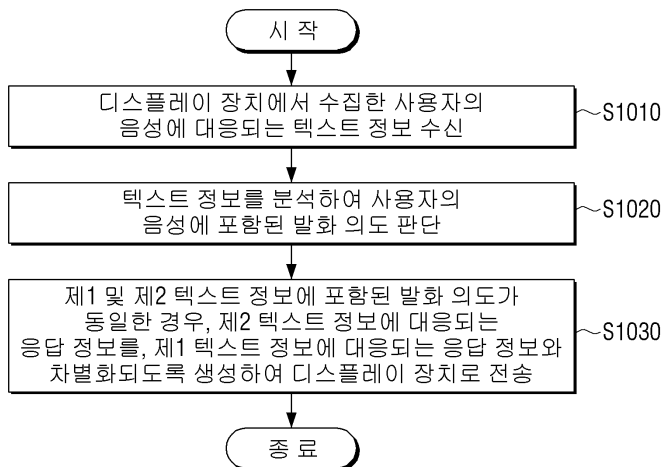 시 작
디스플레이 장치에서 수집한 사용자의
음성에 대응되는 텍스트 정보 수신
S1010
텍스트 정보를 분석하여 사용자의
음성에 포함된 발화 의도 판단
S1020
제1 및 제2 텍스트 정보에 포함된 발화 의도가
동일한 경우, 제2 텍스트 정보에 대응되는
응답 정보를, 제1 텍스트 정보에 대응되는 응답 정보와
차별화되도록 생성하여 디스플레이 장치로 전송
S1030
종 료